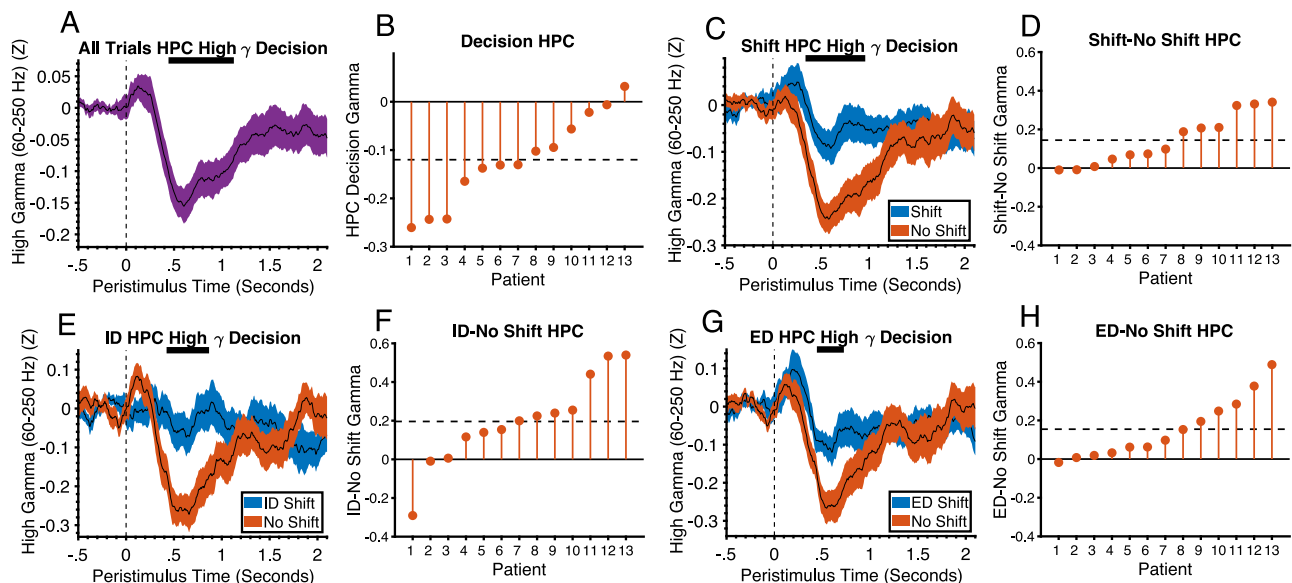 A
All Trials HPC High γ Decision
High Gamma (60-250 Hz) (Z)
0.05
0
-0.05
-0.1
-0.15
-0.2
-.5 0 .5 1 1.5 2
Peristimulus Time (Seconds)
B
Decision HPC
HPC Decision Gamma
0
-0.1
-0.2
-0.3
1 2 3 4 5 6 7 8 9 10 11 12 13
Patient
C
Shift HPC High γ Decision
High Gamma (60-250 Hz) (Z)
0.1
0
-0.1
-0.2
-0.3
Shift
No Shift
-.5 0 .5 1 1.5 2
Peristimulus Time (Seconds)
D
Shift-No Shift HPC
Shift-No Shift Gamma
0.4
0.2
0
-0.2
-0.4
1 2 3 4 5 6 7 8 9 10 11 12 13
Patient
E
ID HPC High γ Decision
High Gamma (60-250 Hz) (Z)
0.1
0
-0.1
-0.2
-0.3
ID Shift
No Shift
-.5 0 .5 1 1.5 2
Peristimulus Time (Seconds)
F
ID-No Shift HPC
ID-No Shift Gamma
0.4
0.2
0
-0.2
-0.4
1 2 3 4 5 6 7 8 9 10 11 12 13
Patient
G
ED HPC High γ Decision
High Gamma (60-250 Hz) (Z)
0.1
0
-0.1
-0.2
-0.3
ED Shift
No Shift
-.5 0 .5 1 1.5 2
Peristimulus Time (Seconds)
H
ED-No Shift HPC
ED-No Shift Gamma
0.6
0.4
0.2
0
-0.2
-0.4
1 2 3 4 5 6 7 8 9 10 11 12 13
Patient